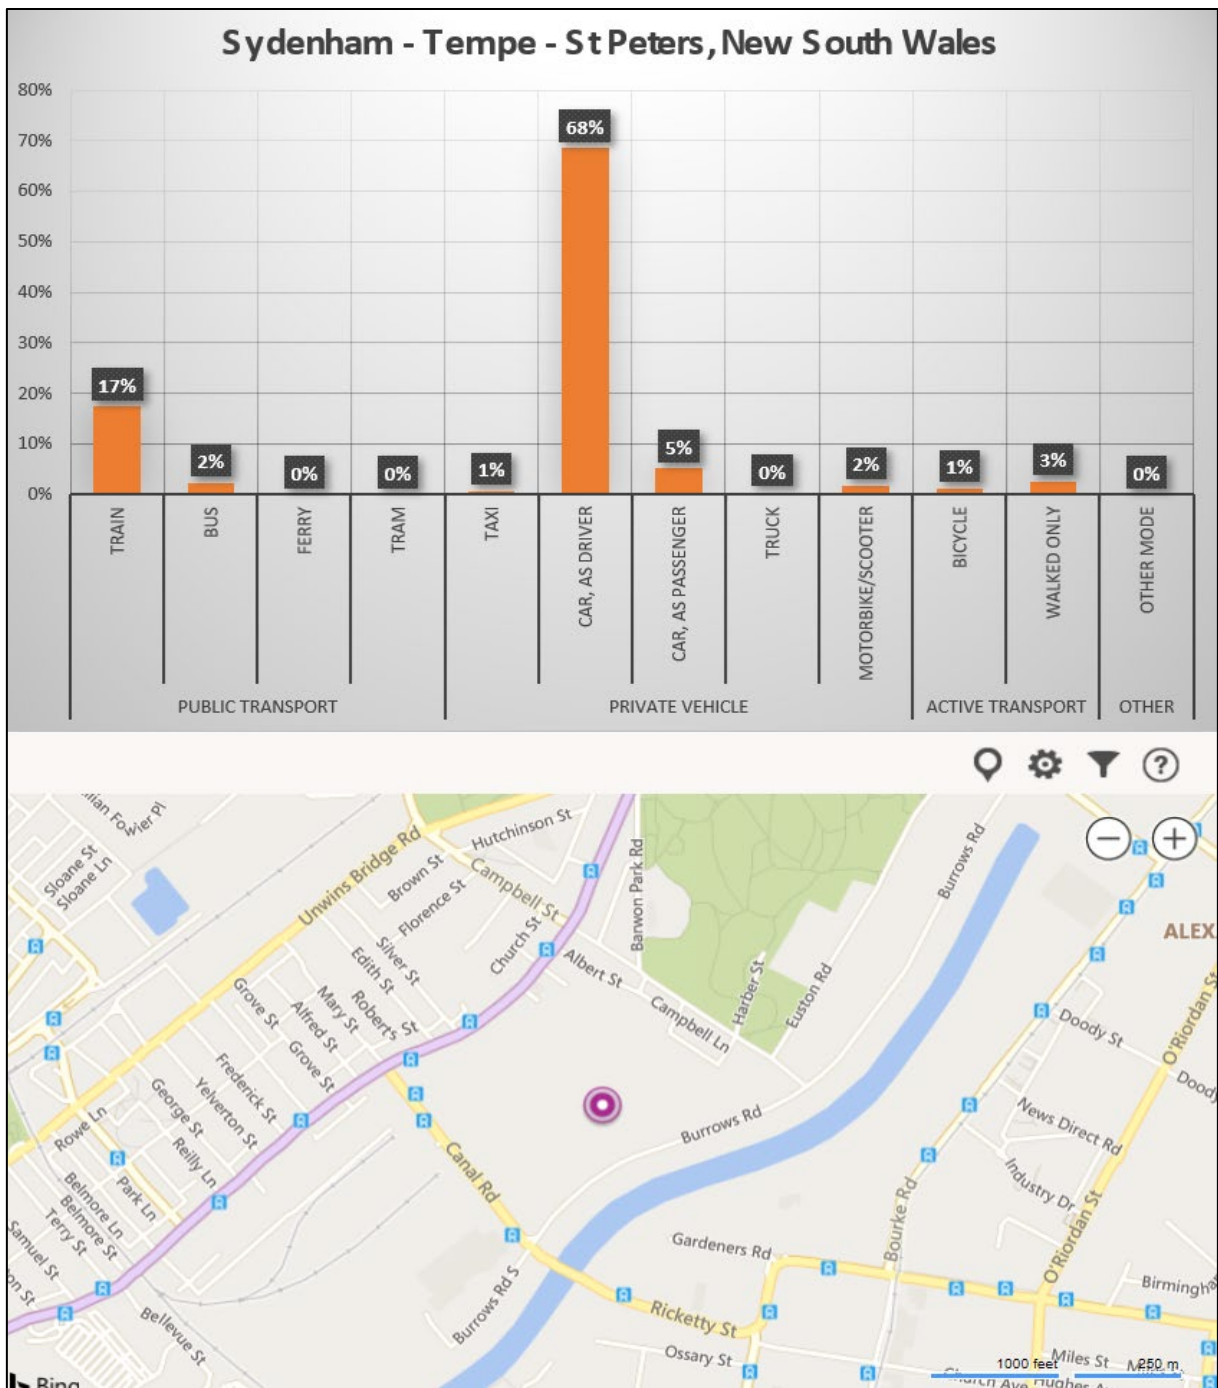 Sydenham - Tempe - St Peters, New South Wales
80%
70%
60%
50%
40%
30%
20%
10%
0%
17%
2%
0%
0%
1%
68%
5%
0%
2%
1%
3%
0%
TRAIN
BUS
FERRY
TRAM
TAXI
CAR, AS DRIVER
CAR, AS PASSENGER
TRUCK
MOTORBIKE/SCOOTER
BICYCLE
WALKED ONLY
OTHER MODE
PUBLIC TRANSPORT
PRIVATE VEHICLE
ACTIVE TRANSPORT
OTHER
?
Sloane St
Sloane Ln
Unwins Bridge Rd
Hutchinson St
Brown St
Campbell St
Florence St
Silver St
Edith St
Church St
Barwon Park Rd
Burrows Rd
ALEX
Albert St
Campbell Ln
Harber St
Euston Rd
Grove St
Mary St
Alfred St
Roberts St
Grove St
Doody St
Doody
O'Riordan St
Frederick St
Yelverton St
George St
Reilly Ln
Rowe Ln
Park Ln
Belmore Ln
Belmore St
Terry St
Samuel St
on St
Bellevue St
Canal Rd
Burrows Rd
Burrows Rd S
News Direct Rd
Industry Dr
Bourke Rd
O'Riordan St
Gardeners Rd
Ricketty St
Ossary St
Birmingha
Miles St
Church Ave
1000 feet
250 m
Bing